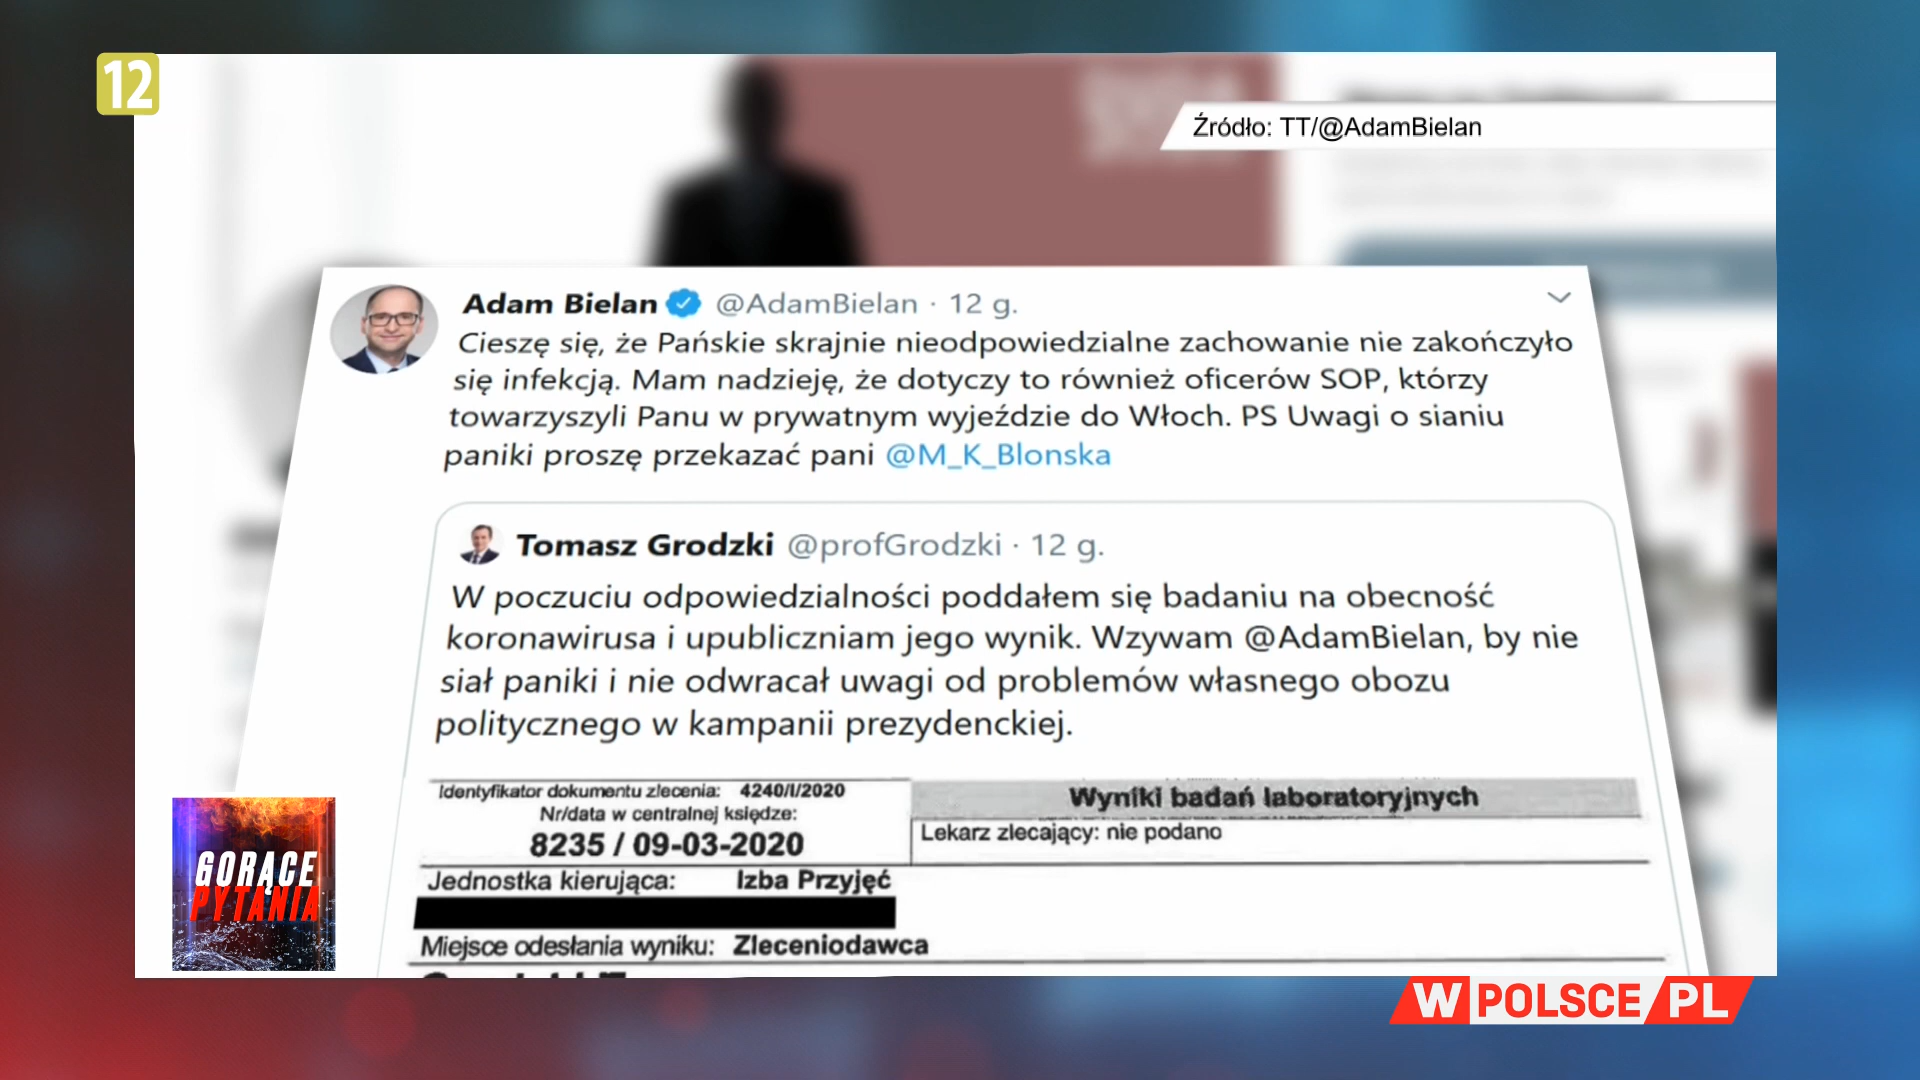 12
Źródło: TT/@AdamBielan
Adam Bielan @AdamBielan · 12 g.
Cieszę się, że Pańskie skrajnie nieodpowiedzialne zachowanie nie zakończyło
się infekcją. Mam nadzieję, że dotyczy to również oficerów SOP, którzy
towarzyszyli Panu w prywatnym wyjeździe do Włoch. PS Uwagi o sianiu
paniki proszę przekazać pani @M_K_Blonska
Tomasz Grodzki @profGrodzki · 12 g.
W poczuciu odpowiedzialności poddałem się badaniu na obecność
koronawirusa i upubliczniam jego wynik. Wzywam @AdamBielan, by nie
siał paniki i nie odwracał uwagi od problemów własnego obozu
politycznego w kampanii prezydenckiej.
Identyfikator dokumentu zlecenia: 4240/I/2020
Nr/data w centralnej księdze:
8235 / 09-03-2020
Wyniki badań laboratoryjnych
Lekarz zlecający: nie podano
Jednostka kierująca: Izba Przyjęć
Miejsce odesłania wyniku: Zleceniodawca
GORĄCE
PYTANIA
W POLSCE/PL